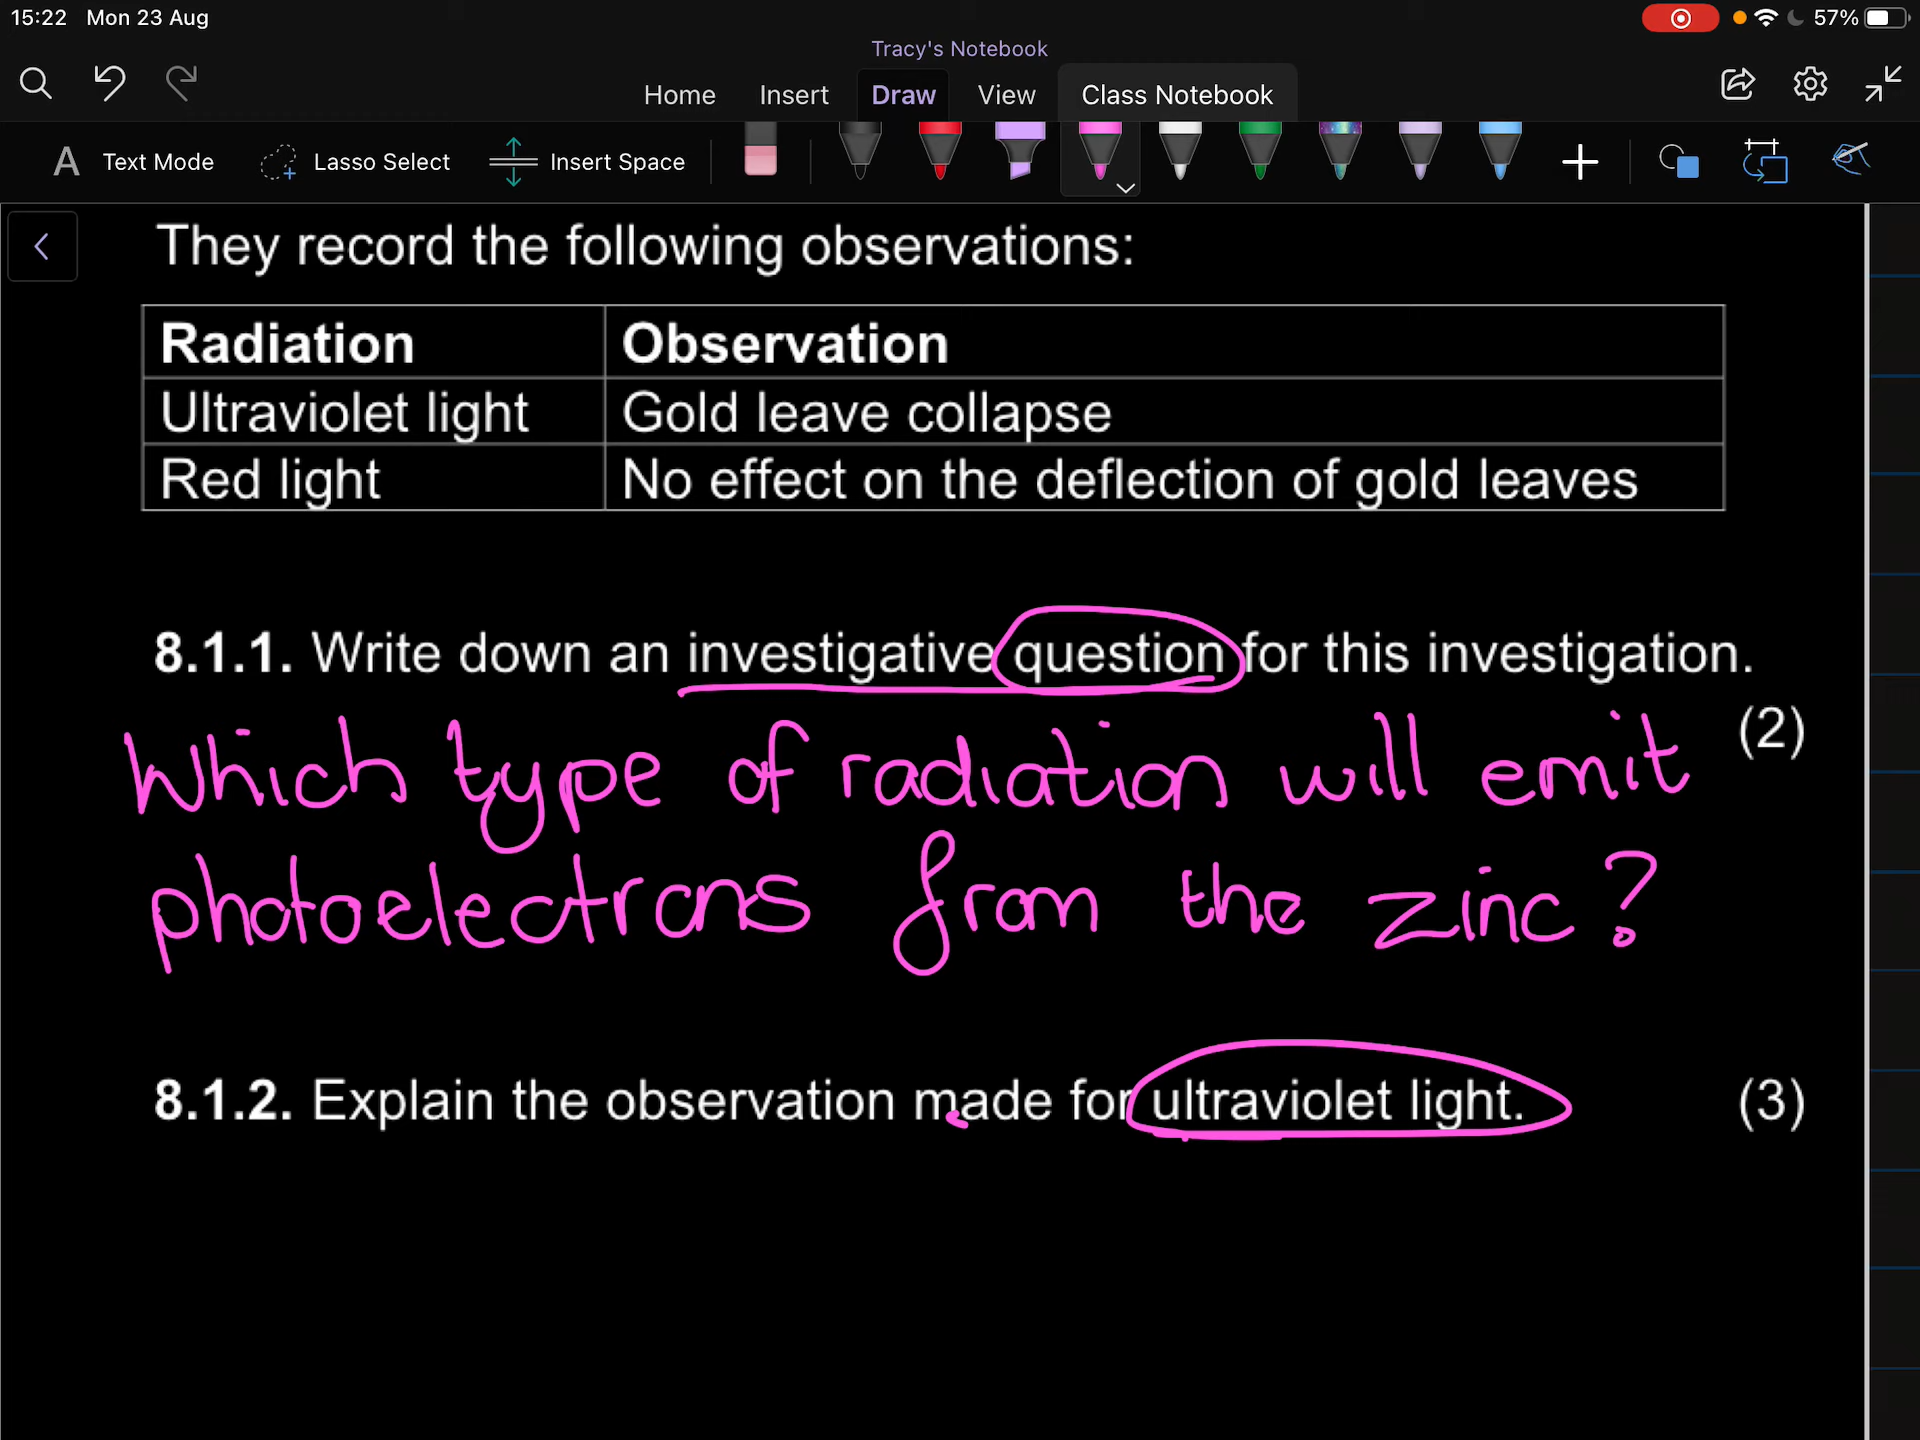 15:22 Mon 23 Aug 57%
Tracy's Notebook
Home Insert Draw View Class Notebook
A Text Mode Lasso Select Insert Space
They record the following observations:
Radiation Observation
Ultraviolet light Gold leave collapse
Red light No effect on the deflection of gold leaves
8.1.1. Write down an investigative question for this investigation.
(2)
Which type of radiation will emit
photoelectrons from the zinc?
8.1.2. Explain the observation made for ultraviolet light. (3)